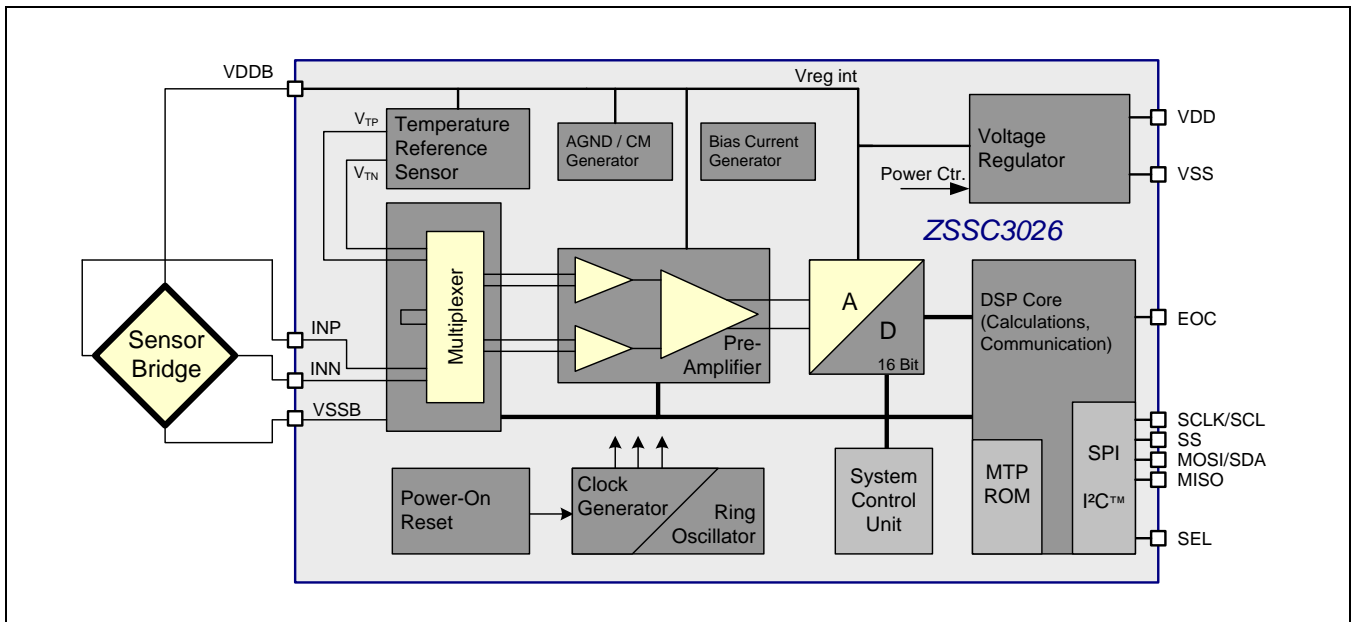 VDDB
Vreg int
VTP
VTN
Temperature
Reference
Sensor
AGND / CM
Generator
Bias Current
Generator
Voltage
Regulator
Power Ctr.
VDD
VSS
ZSSC3026
Sensor
Bridge
INP
INN
VSSB
Multiplexer
Pre-
Amplifier
A
D
16 Bit
DSP Core
(Calculations,
Communication)
EOC
Power-On
Reset
Clock
Generator
Ring
Oscillator
System
Control
Unit
MTP
ROM
SPI
I²C™
SCLK/SCL
SS
MOSI/SDA
MISO
SEL